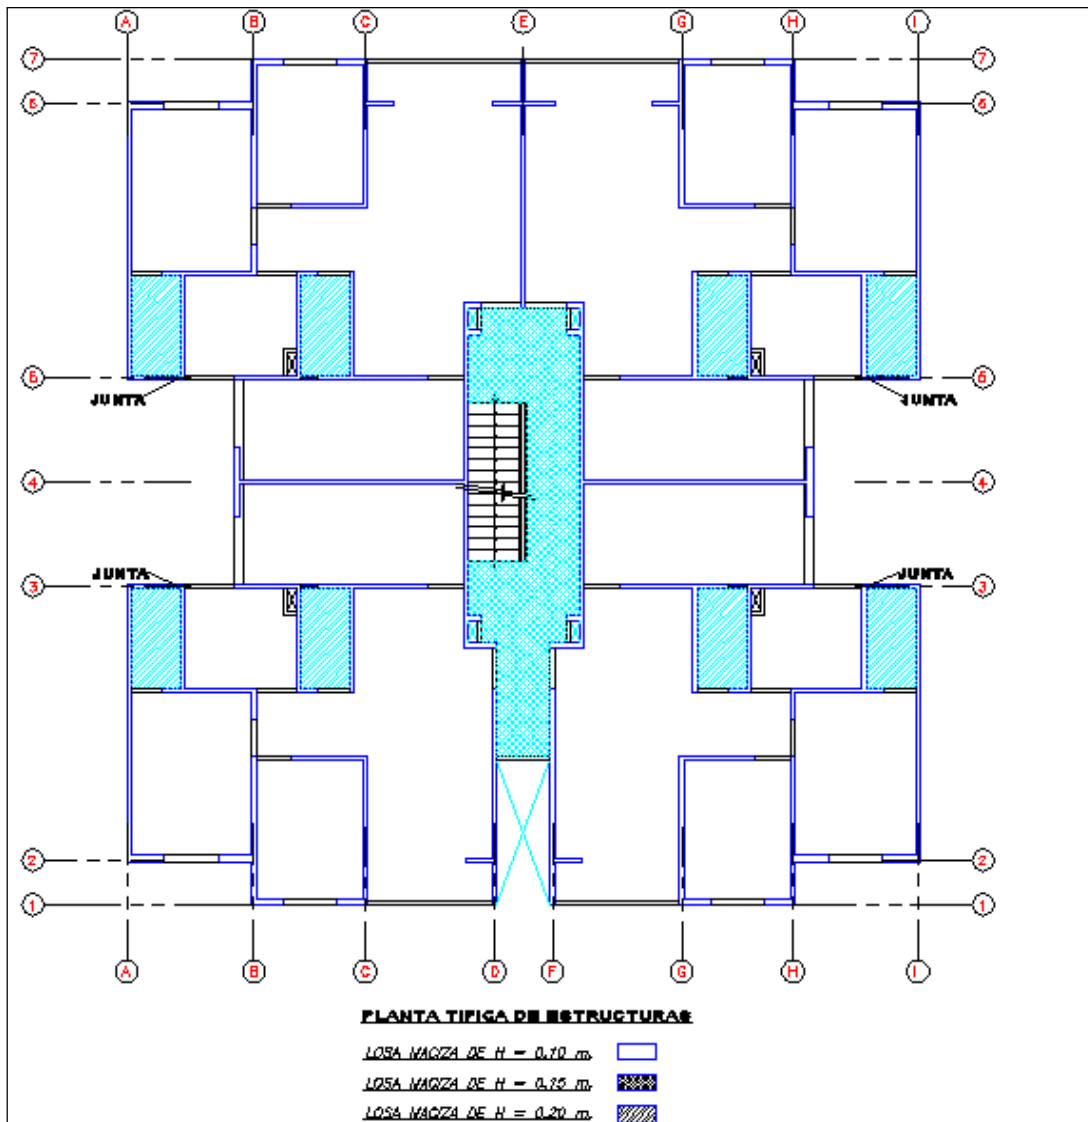 A B C E G H I
7 7
6 6
5 5
JUNTA JUNTA
4 4
JUNTA JUNTA
3 3
2 2
1 1
A B C D F G H I
PLANTA TIPICA DE ESTRUCTURAS
LOSA MACIZA DE H = 0.10 m.
LOSA MACIZA DE H = 0.15 m.
LOSA MACIZA DE H = 0.20 m.